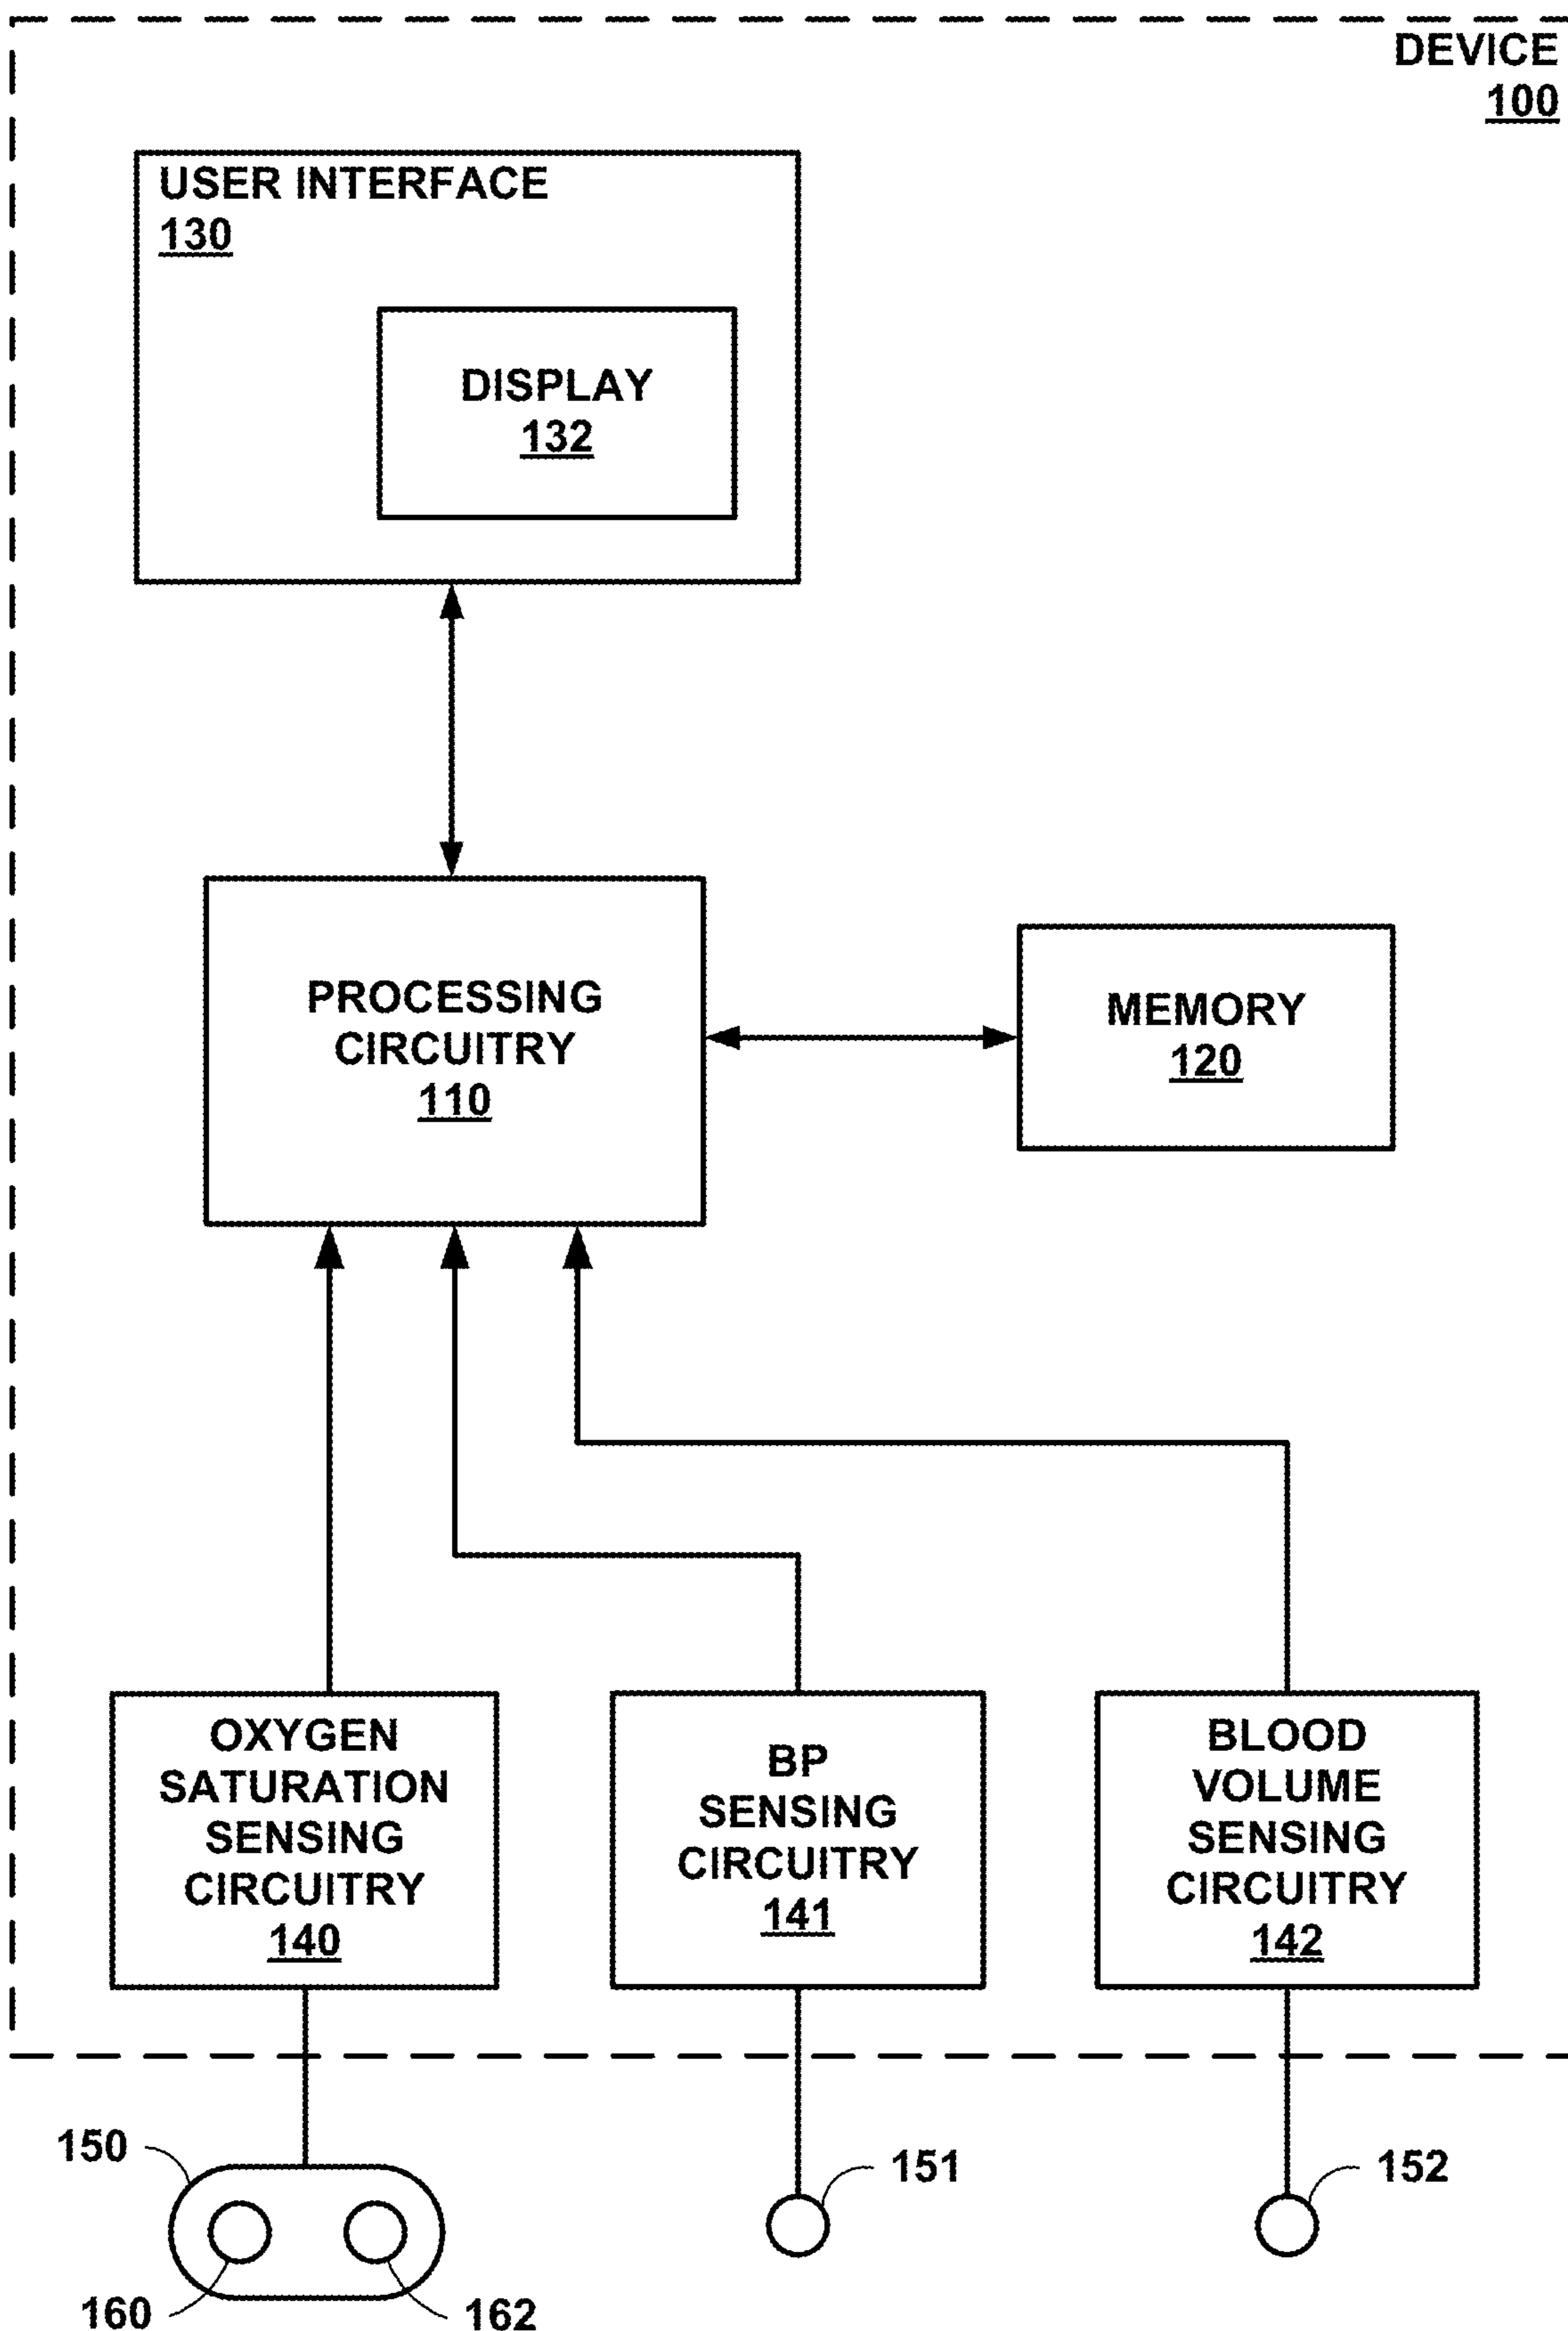 DEVICE
100
USER INTERFACE
130
DISPLAY
132
PROCESSING
CIRCUITRY
110
MEMORY
120
OXYGEN
SATURATION
SENSING
CIRCUITRY
140
BP
SENSING
CIRCUITRY
141
BLOOD
VOLUME
SENSING
CIRCUITRY
142
150
151
152
160
162